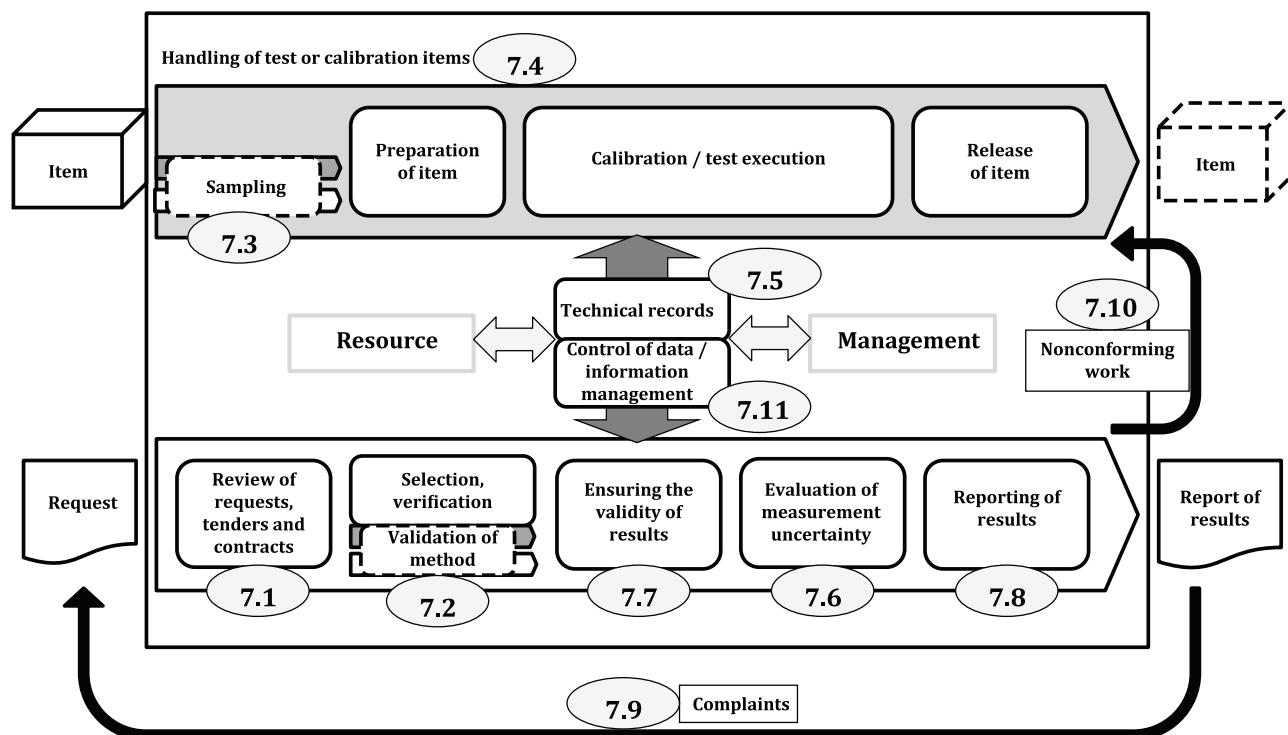 Handling of test or calibration items
7.4
Item
Sampling
7.3
Preparation
of item
Calibration / test execution
Release
of item
Item
7.5
Technical records
Resource
Management
Control of data /
information
management
7.11
7.10
Nonconforming
work
Request
Review of
requests,
tenders and
contracts
7.1
Selection,
verification
Validation of
method
7.2
Ensuring the
validity of
results
7.7
Evaluation of
measurement
uncertainty
7.6
Reporting of
results
7.8
Report of
results
7.9
Complaints